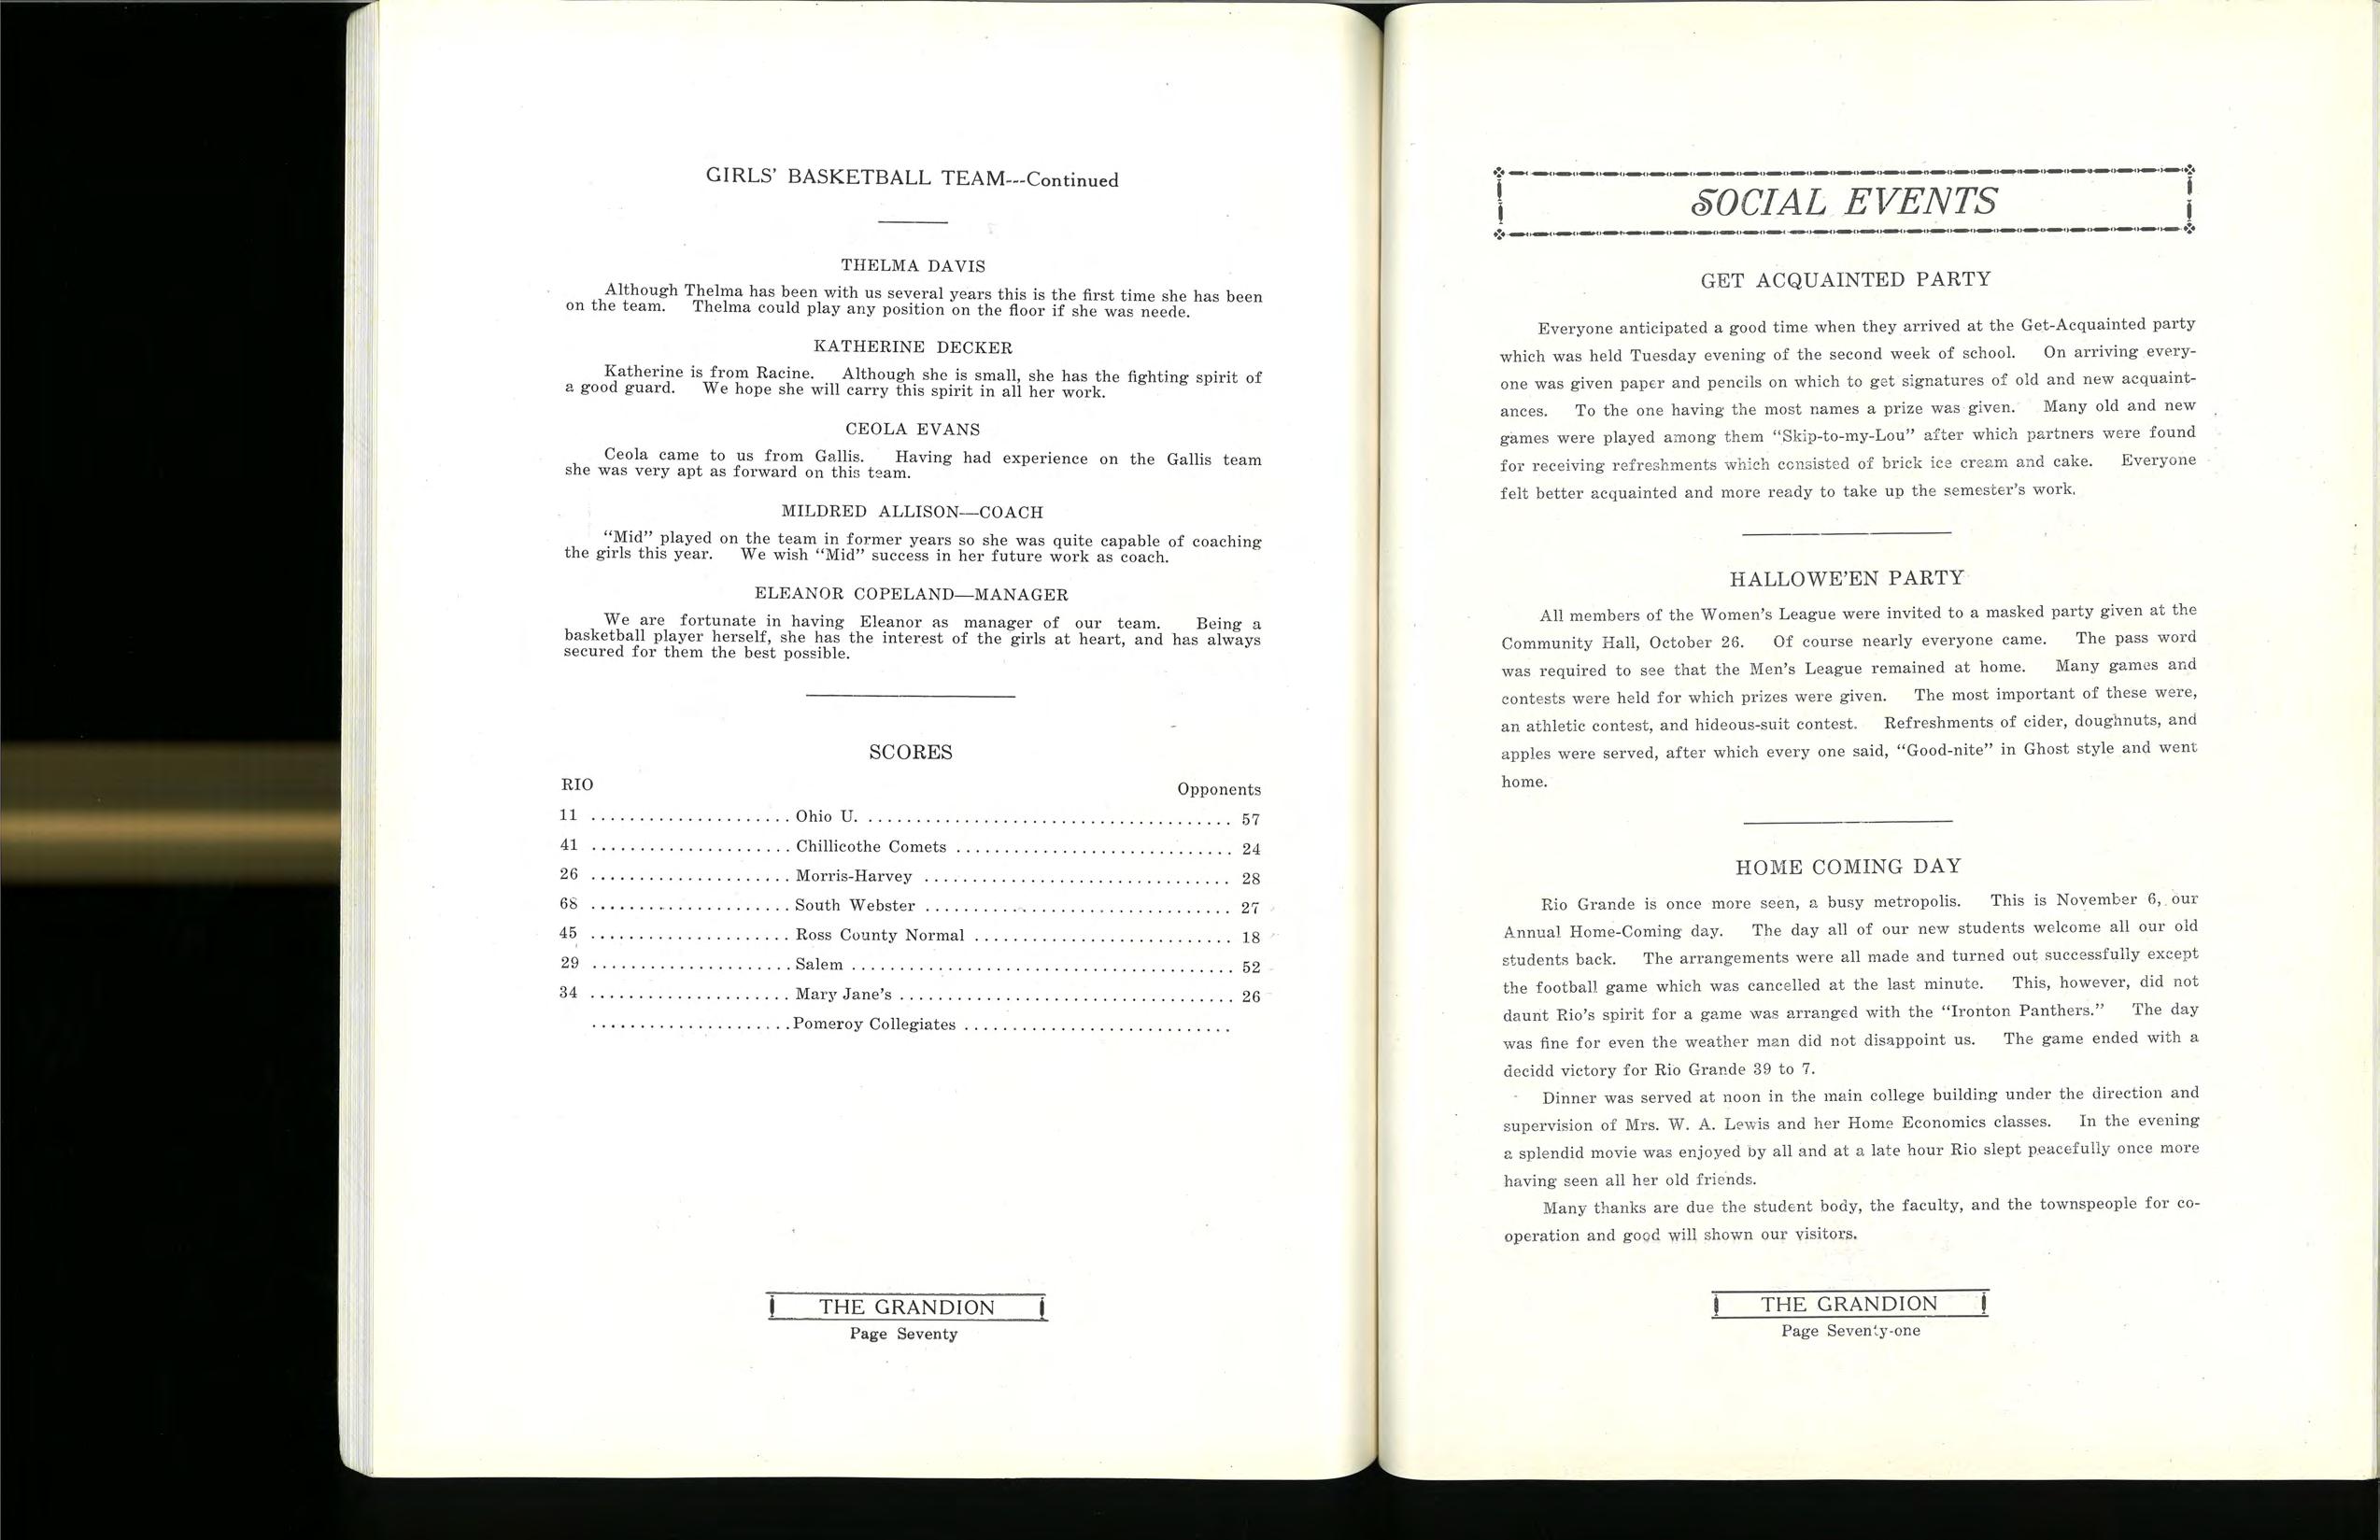 GIRLS' BASKETBALL TEAM---Continued
THELMA DAVIS
Although Thelma has been with us several years this is the first time she has been
on the team. Thelma could play any position on the floor if she was neede.
KATHERINE DECKER
Katherine is from Racine. Although she is small, she has the fighting spirit of
a good guard. We hope she will carry this spirit in all her work.
CEOLA EVANS
Ceola came to us from Gallis. Having had experience on the Gallis team
she was very apt as forward on this team.
MILDRED ALLISON—COACH
"Mid" played on the team in former years so she was quite capable of coaching
the girls this year. We wish "Mid" success in her future work as coach.
ELEANOR COPELAND—MANAGER
We are fortunate in having Eleanor as manager of our team. Being a
basketball player herself, she has the interest of the girls at heart, and has always
secured for them the best possible.
SCORES
RIO Opponents
11 ..................... Ohio U. ...................................... 57
41 ..................... Chillicothe Comets ............................. 24
26 ..................... Morris-Harvey ................................ 28
68 ..................... South Webster ................................ 27
45 ..................... Ross County Normal ........................... 18
29 ..................... Salem ........................................ 52
34 ..................... Mary Jane's ................................... 26
..................... Pomeroy Collegiates ............................
THE GRANDION
Page Seventy
SOCIAL EVENTS
GET ACQUAINTED PARTY
Everyone anticipated a good time when they arrived at the Get-Acquainted party
which was held Tuesday evening of the second week of school. On arriving every-
one was given paper and pencils on which to get signatures of old and new acquaint-
ances. To the one having the most names a prize was given. Many old and new
games were played among them "Skip-to-my-Lou" after which partners were found
for receiving refreshments which consisted of brick ice cream and cake. Everyone
felt better acquainted and more ready to take up the semester's work.
HALLOWE'EN PARTY
All members of the Women's League were invited to a masked party given at the
Community Hall, October 26. Of course nearly everyone came. The pass word
was required to see that the Men's League remained at home. Many games and
contests were held for which prizes were given. The most important of these were,
an athletic contest, and hideous-suit contest. Refreshments of cider, doughnuts, and
apples were served, after which every one said, "Good-nite" in Ghost style and went
home.
HOME COMING DAY
Rio Grande is once more seen, a busy metropolis. This is November 6, our
Annual Home-Coming day. The day all of our new students welcome all our old
students back. The arrangements were all made and turned out successfully except
the football game which was cancelled at the last minute. This, however, did not
daunt Rio's spirit for a game was arranged with the "Ironton Panthers." The day
was fine for even the weather man did not disappoint us. The game ended with a
decidd victory for Rio Grande 39 to 7.
Dinner was served at noon in the main college building under the direction and
supervision of Mrs. W. A. Lewis and her Home Economics classes. In the evening
a splendid movie was enjoyed by all and at a late hour Rio slept peacefully once more
having seen all her old friends.
Many thanks are due the student body, the faculty, and the townspeople for co-
operation and good will shown our visitors.
THE GRANDION
Page Seventy-one